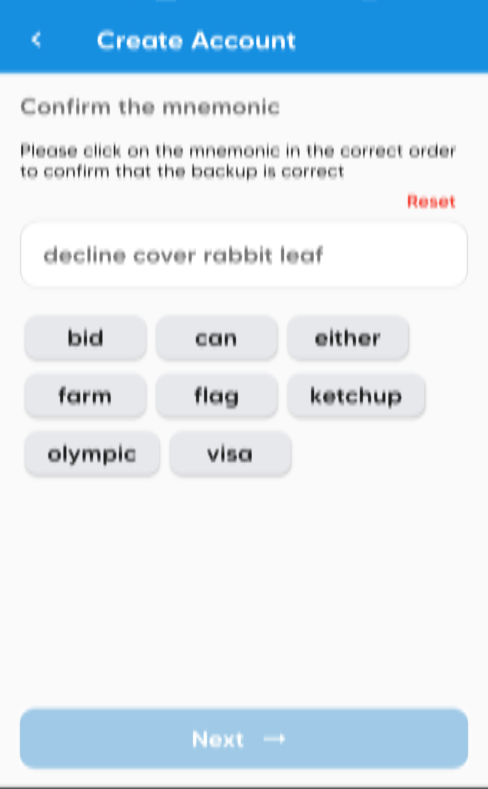 Create Account
Confirm the mnemonic
Please click on the mnemonic in the correct order
to confirm that the backup is correct
Reset
decline cover rabbit leaf
bid can either
farm flag ketchup
olympic visa
Next →